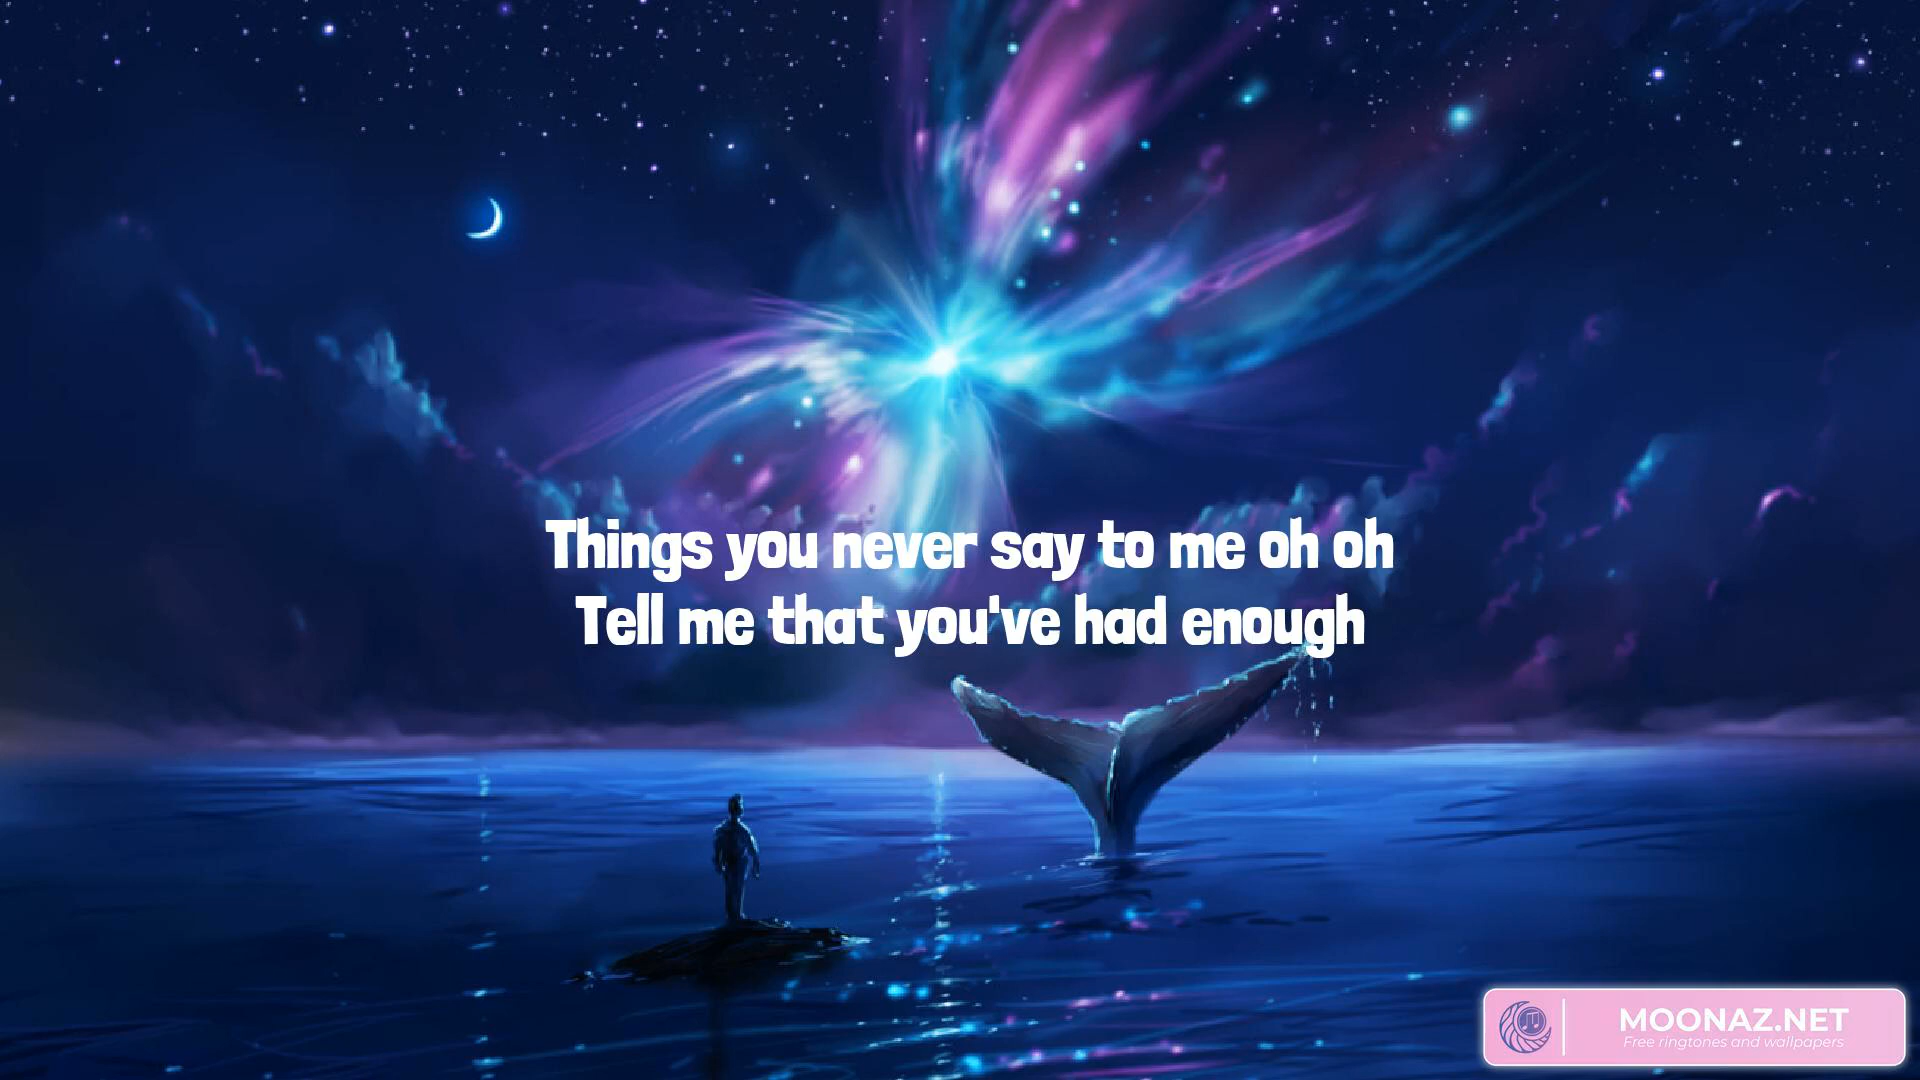 Things you never say to me oh oh
Tell me that you've had enough
MOONAZ.NET
Free ringtones and wallpapers